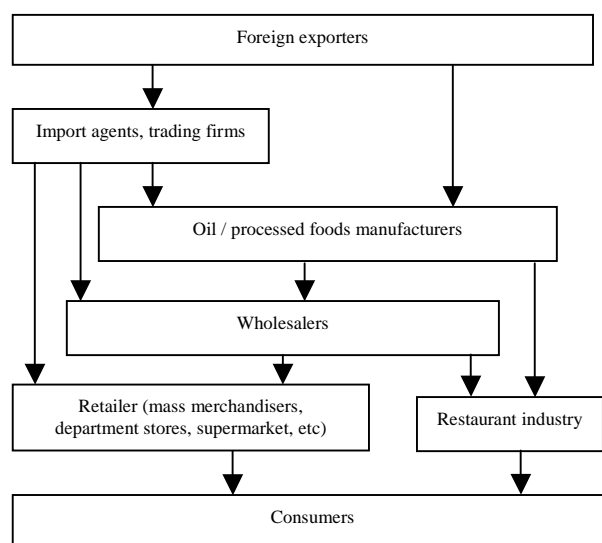 Foreign exporters
Import agents, trading firms
Oil / processed foods manufacturers
Wholesalers
Retailer (mass merchandisers,
department stores, supermarket, etc)
Restaurant industry
Consumers